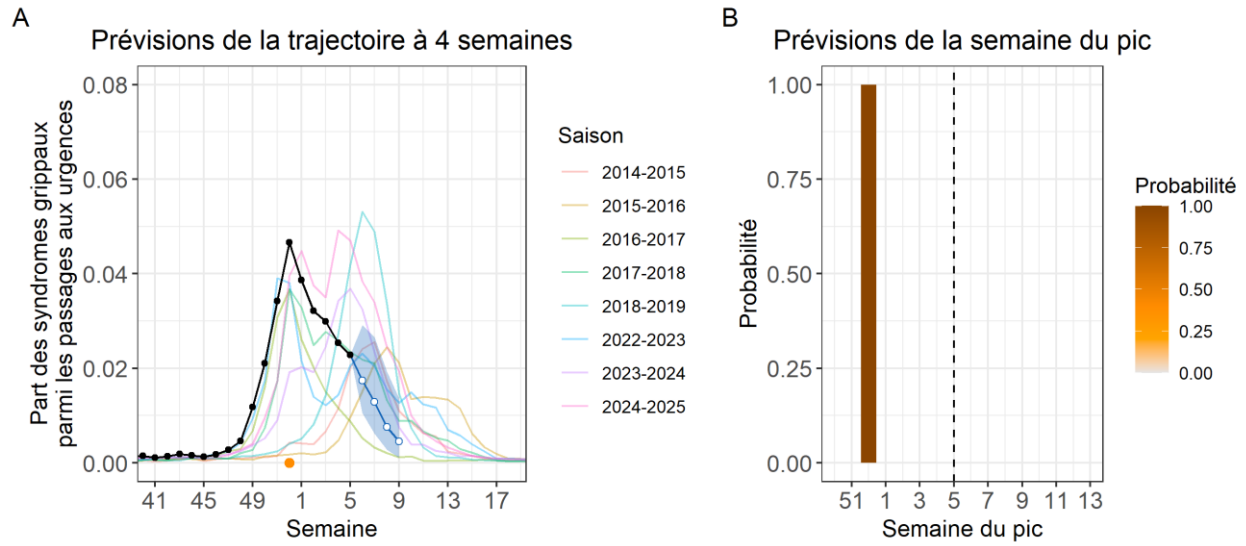 A
Prévisions de la trajectoire à 4 semaines
Part des syndromes grippaux
parmi les passages aux urgences
0.08
0.06
0.04
0.02
0.00
41 45 49 1 5 9 13 17
Semaine
Saison
2014-2015
2015-2016
2016-2017
2017-2018
2018-2019
2022-2023
2023-2024
2024-2025
B
Prévisions de la semaine du pic
Probabilité
1.00
0.75
0.50
0.25
0.00
51 1 3 5 7 9 11 13
Semaine du pic
Probabilité
1.00
0.75
0.50
0.25
0.00